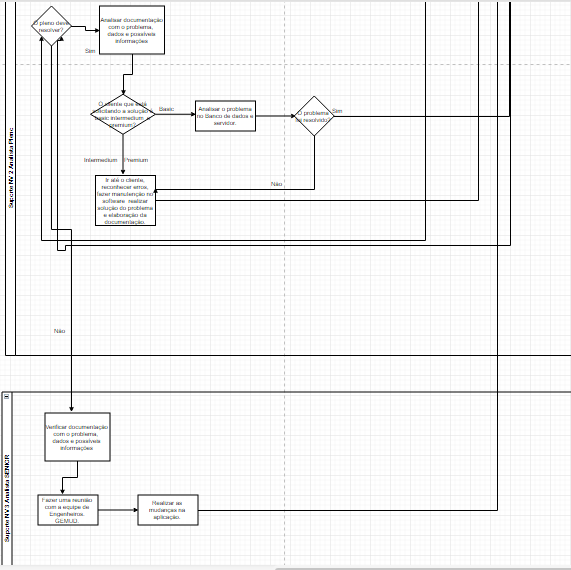 O pleno deve
resolver?
Analisar documentação
com o problema,
dados e possíveis
informações
Sim
O cliente que está
solicitando a solução é
basic intermedium e
premium?
Basic
Analisar o problema
no Banco de dados e
servidor.
O problema
foi resolvido?
Sim
Intermedium
Premium
Ir até o cliente,
reconhecer erros,
fazer manutenção no
software realizar
solução do problema
e elaboração da
documentação.
Não
Suporte NV 2 Analista Pleno
Não
Verificar documentação
com o problema,
dados e possíveis
informações
Fazer uma reunião
com a equipe de
Engenheiros.
GEMUD.
Realizar as
mudanças na
aplicação.
Suporte NV 3 Analista SENIOR